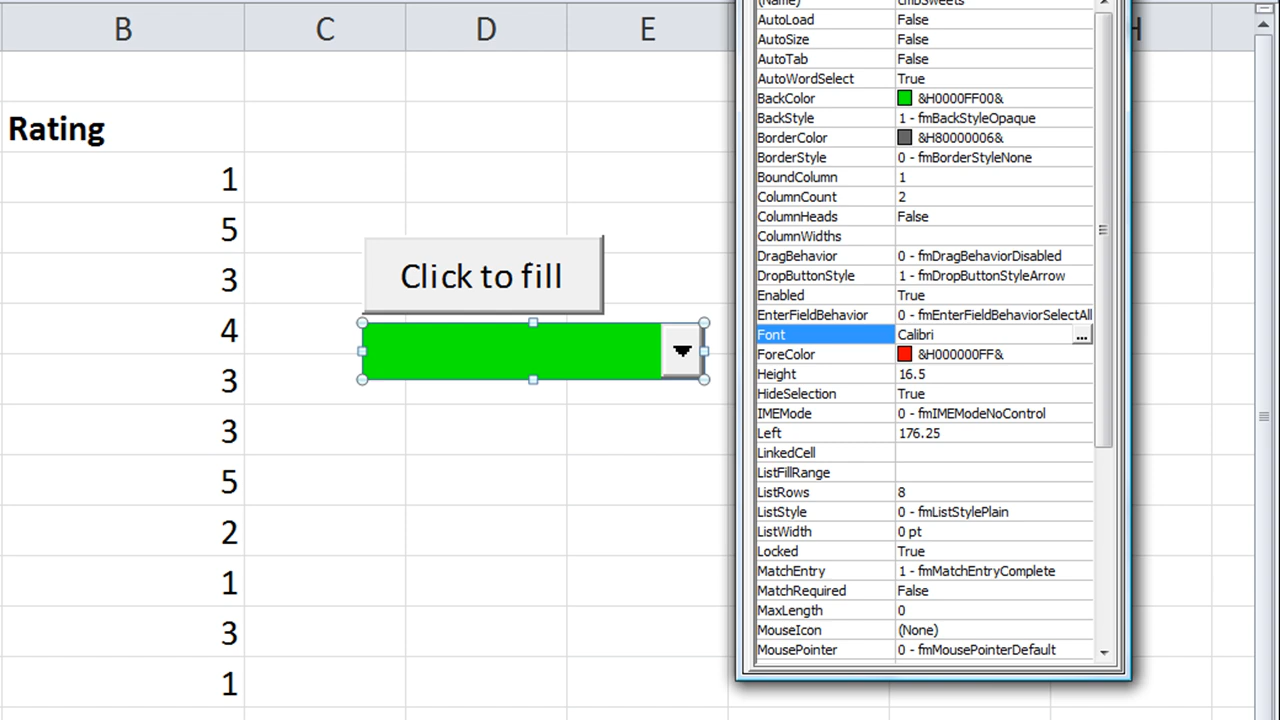 B C D E H
Rating
1
5
3
4
3
3
5
2
1
3
1
Click to fill
(Name) cmbSweets
AutoLoad False
AutoSize False
AutoTab False
AutoWordSelect True
BackColor &H0000FF00&
BackStyle 1 - fmBackStyleOpaque
BorderColor &H80000006&
BorderStyle 0 - fmBorderStyleNone
BoundColumn 1
ColumnCount 2
ColumnHeads False
ColumnWidths
DragBehavior 0 - fmDragBehaviorDisabled
DropButtonStyle 1 - fmDropButtonStyleArrow
Enabled True
EnterFieldBehavior 0 - fmEnterFieldBehaviorSelectAll
Font Calibri ...
ForeColor &H000000FF&
Height 16.5
HideSelection True
IMEMode 0 - fmIMEModeNoControl
Left 176.25
LinkedCell
ListFillRange
ListRows 8
ListStyle 0 - fmListStylePlain
ListWidth 0 pt
Locked True
MatchEntry 1 - fmMatchEntryComplete
MatchRequired False
MaxLength 0
MouseIcon (None)
MousePointer 0 - fmMousePointerDefault